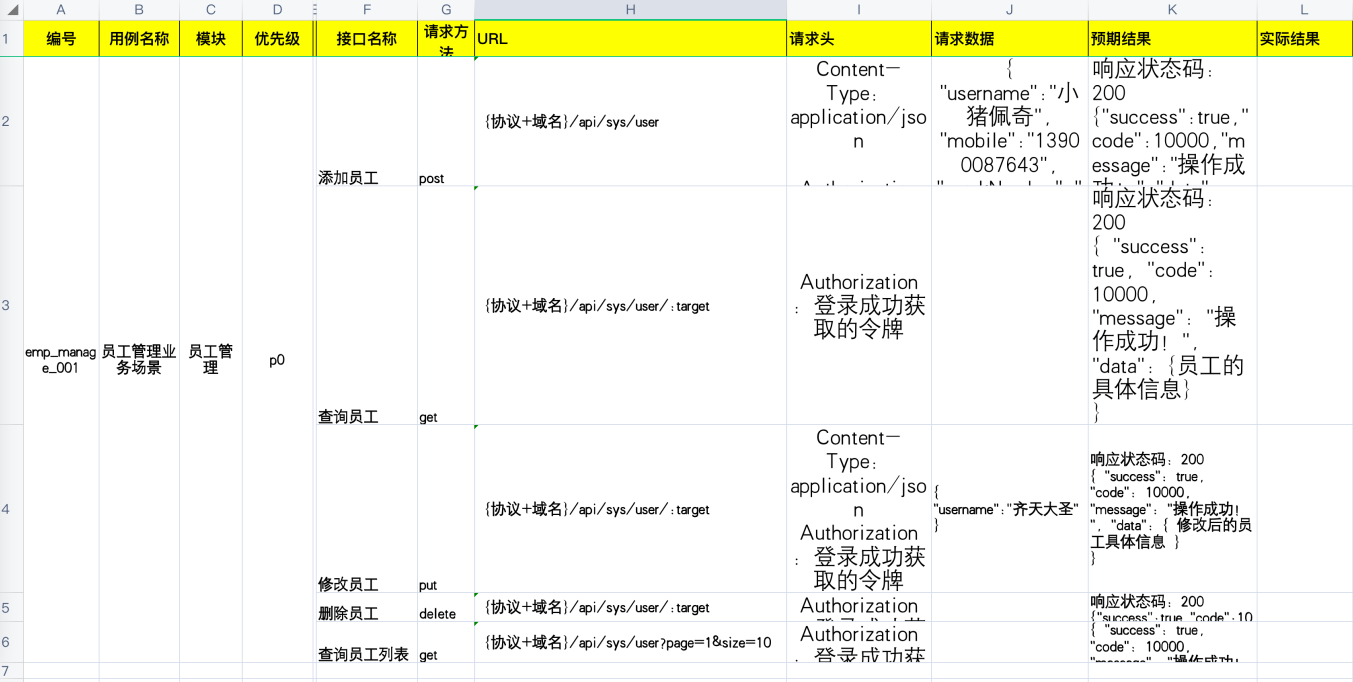 A B C D E F G H I J K L
1 编号 用例名称 模块 优先级 接口名称 请求方法 URL 请求头 请求数据 预期结果 实际结果
2
添加员工
post
{协议+域名}/api/sys/user
Content-
Type:
application/jso
n
{
"username":"小
猪佩奇",
"mobile":"1390
0087643",
响应状态码:
200
{"success":true,"
code":10000,"m
essage":"操作成
3
查询员工
get
{协议+域名}/api/sys/user/:target
Authorization
: 登录成功获
取的令牌
响应状态码:
200
{ "success":
true, "code":
10000,
"message": "操
作成功! ",
"data": {员工的
具体信息}
}
emp_manag
e_001
员工管理业
务场景
员工管
理
p0
4
修改员工
put
{协议+域名}/api/sys/user/:target
Content-
Type:
application/jso
n
Authorization
: 登录成功获
取的令牌
{
"username":"齐天大圣"
}
响应状态码: 200
{ "success": true,
"code": 10000,
"message": "操作成功!
", "data": { 修改后的员
工具体信息 }
}
5
删除员工
delete
{协议+域名}/api/sys/user/:target
Authorization
响应状态码: 200
{"success":true,"code":10
6
查询员工列表
get
{协议+域名}/api/sys/user?page=1&size=10
Authorization
: 登录成功获
{ "success": true,
"code": 10000,
"message": "操作成功!
7